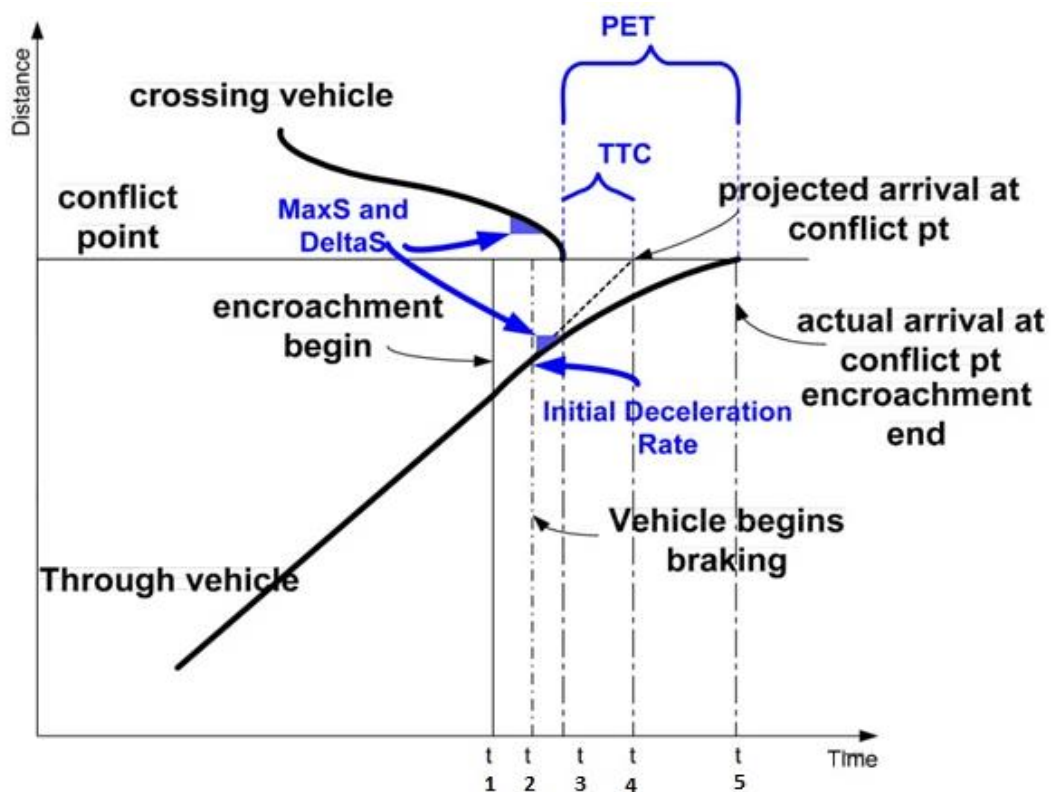 PET
Distance
crossing vehicle
TTC
conflict
point
MaxS and
DeltaS
projected arrival at
conflict pt
encroachment
begin
actual arrival at
conflict pt
encroachment
end
Initial Deceleration
Rate
Vehicle begins
braking
Through vehicle
t t t t t
1 2 3 4 5
Time